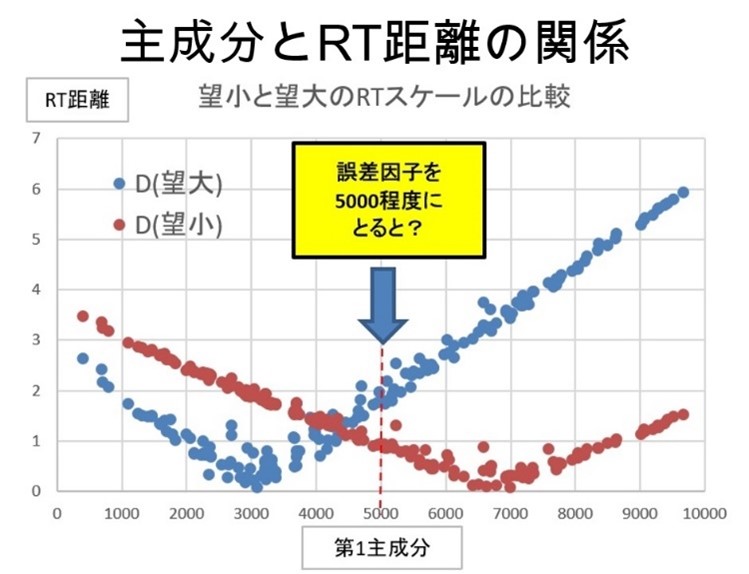 主成分とRT距離の関係
RT距離
望小と望大のRTスケールの比較
7
6
5
4
3
2
1
0
D(望大)
D(望小)
誤差因子を
5000程度に
とると？
0 1000 2000 3000 4000 5000 6000 7000 8000 9000 10000
第1主成分